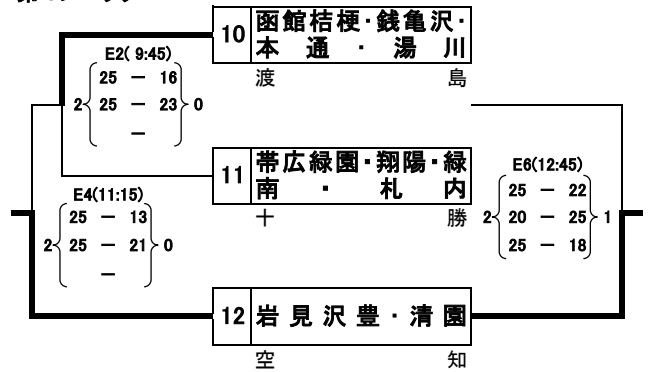 10 函館桔梗・銭亀沢・
本通・湯川
渡島
E2( 9:45)
25 － 16
2 25 － 23 0
－
11 帯広緑園・翔陽・緑
南・札内
十勝
E4(11:15)
25 － 13
2 25 － 21 0
－
E6(12:45)
25 － 22
2 20 － 25 1
25 － 18
12 岩見沢豊・清園
空知